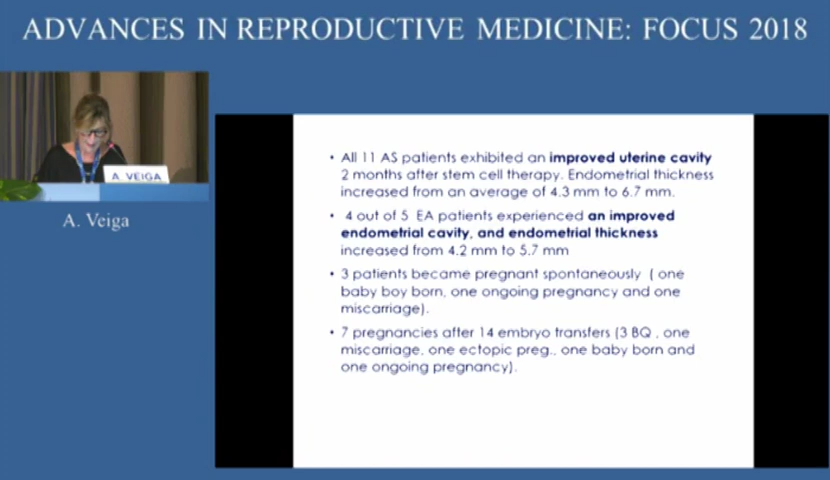 ADVANCES IN REPRODUCTIVE MEDICINE: FOCUS 2018
A. VEIGA
A. Veiga
• All 11 AS patients exhibited an improved uterine cavity
2 months after stem cell therapy. Endometrial thickness
increased from an average of 4.3 mm to 6.7 mm.
• 4 out of 5 EA patients experienced an improved
endometrial cavity, and endometrial thickness
increased from 4.2 mm to 5.7 mm
• 3 patients became pregnant spontaneously ( one
baby boy born, one ongoing pregnancy and one
miscarriage).
• 7 pregnancies after 14 embryo transfers (3 BQ , one
miscarriage, one ectopic preg., one baby born and
one ongoing pregnancy).